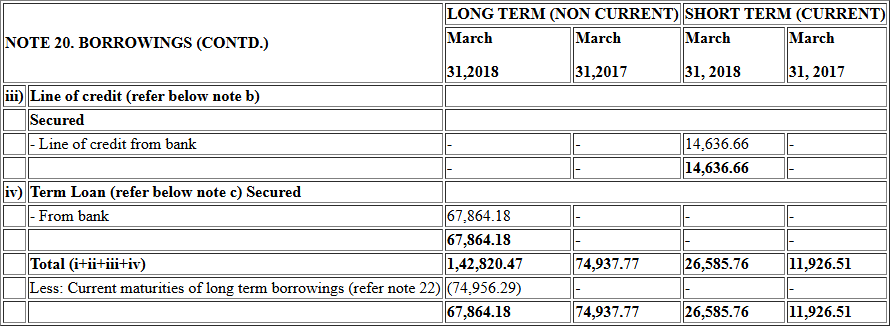 NOTE 20. BORROWINGS (CONTD.) LONG TERM (NON CURRENT) SHORT TERM (CURRENT)
March March March March
31,2018 31,2017 31, 2018 31, 2017
iii) Line of credit (refer below note b)
Secured
- Line of credit from bank - - 14,636.66 -
- - 14,636.66 -
iv) Term Loan (refer below note c) Secured
- From bank 67,864.18 - - -
67,864.18 - - -
Total (i+ii+iii+iv) 1,42,820.47 74,937.77 26,585.76 11,926.51
Less: Current maturities of long term borrowings (refer note 22) (74,956.29) - - -
67,864.18 74,937.77 26,585.76 11,926.51